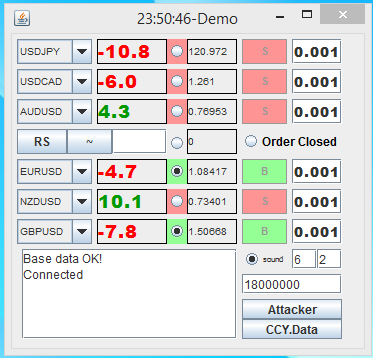 23:50:46-Demo
USDJPY -10.8 120.972 S 0.001
USDCAD -6.0 1.261 S 0.001
AUDUSD 4.3 0.76953 S 0.001
RS ~ 0 Order Closed
EURUSD -4.7 1.08417 B 0.001
NZDUSD 10.1 0.73401 S 0.001
GBPUSD -7.8 1.50668 B 0.001
Base data OK! sound 6 2
Connected
18000000
Attacker
CCY.Data